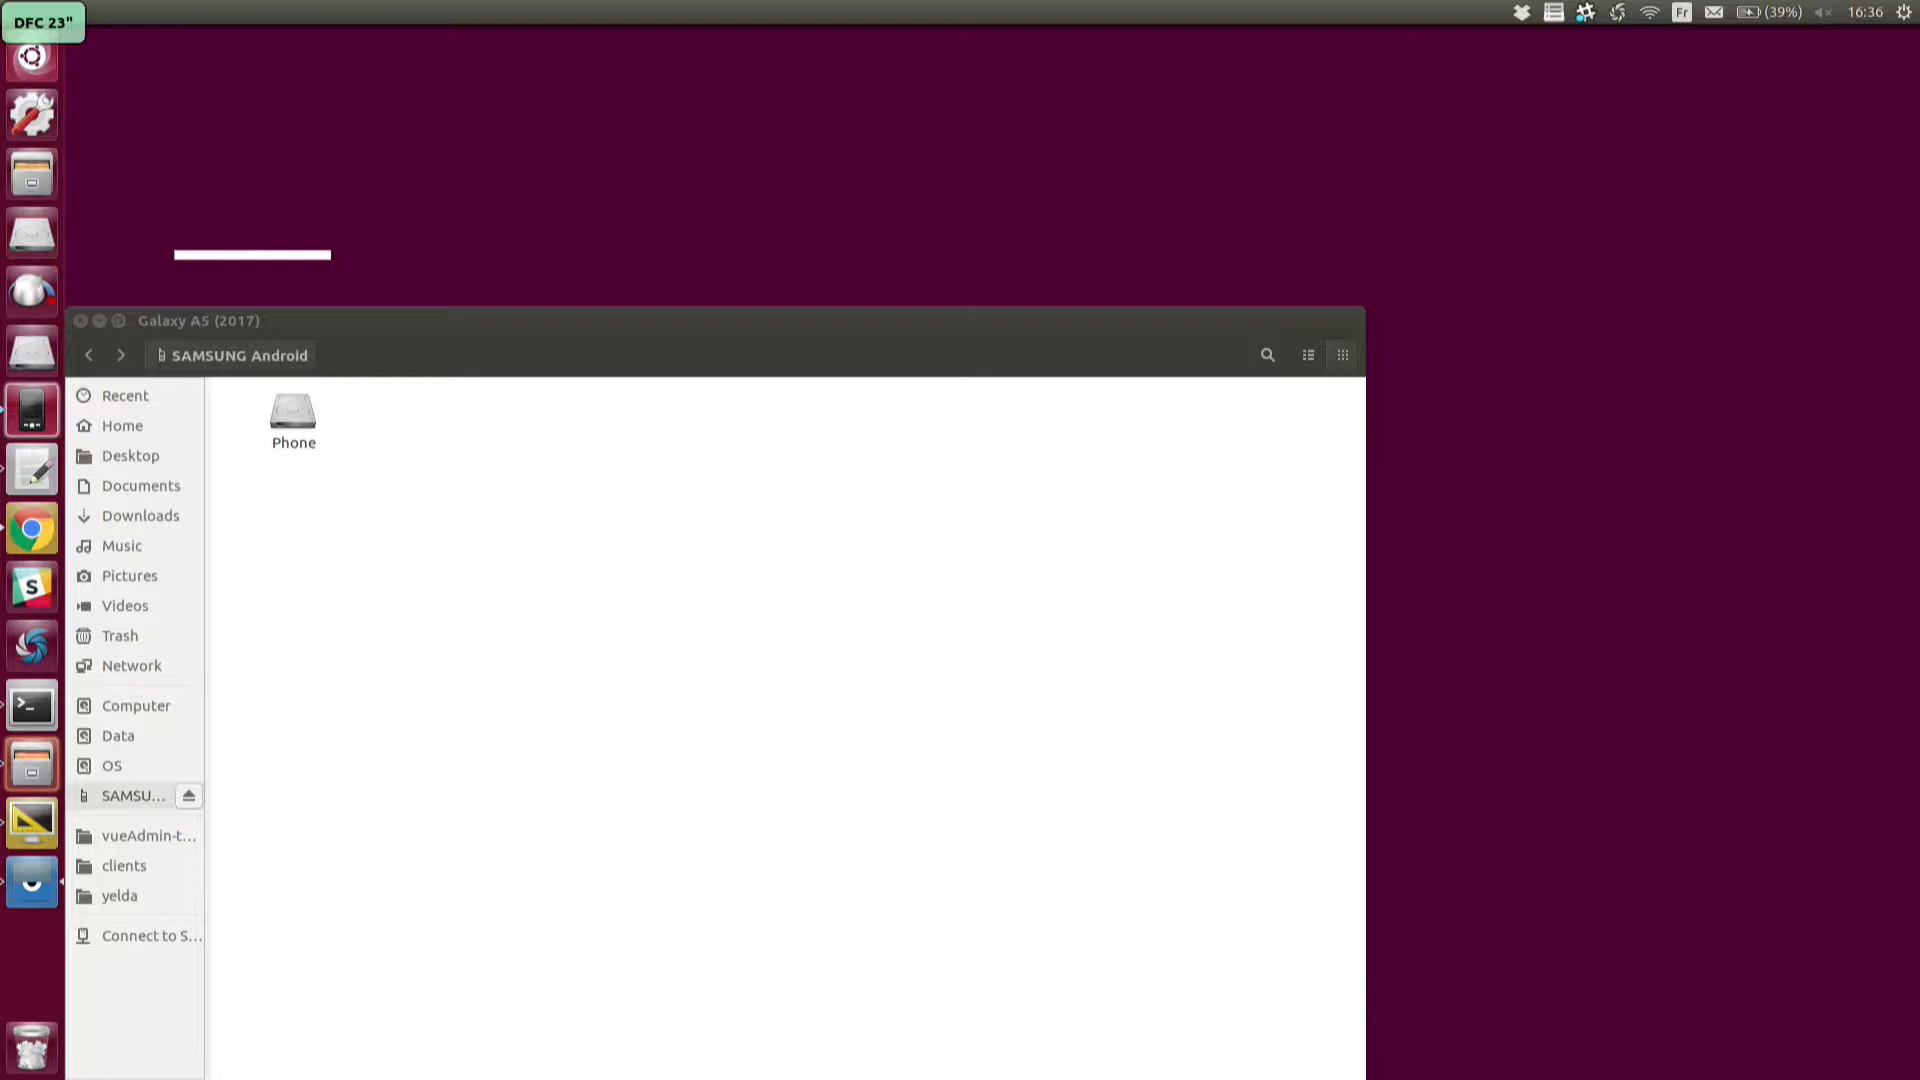 DFC 23"
Fr
(39%)
16:36
Galaxy A5 (2017)
SAMSUNG Android
Recent
Home
Desktop
Documents
Downloads
Music
Pictures
Videos
Trash
Network
Computer
Data
OS
SAMSU...
vueAdmin-t...
clients
yelda
Connect to S...
Phone
S
>_